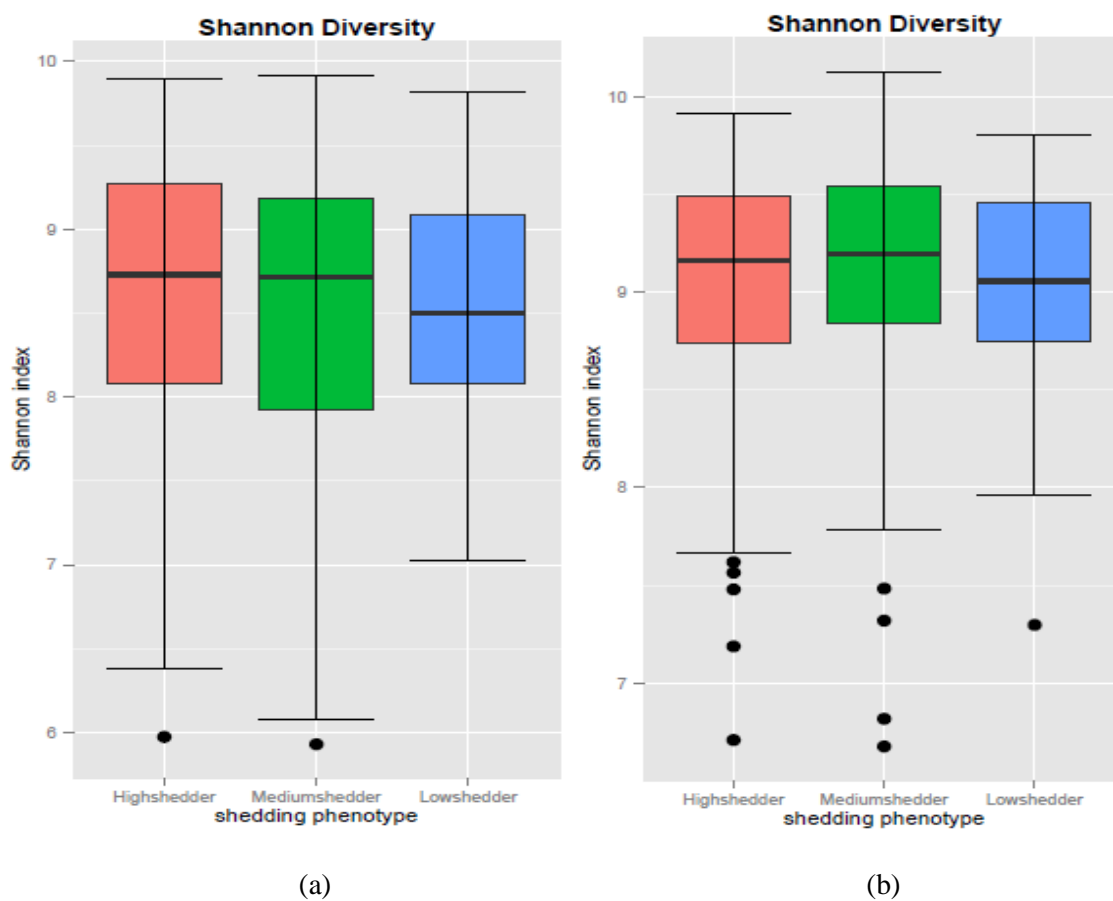 Shannon Diversity
10
9
8
7
6
Shannon index
Highshedder Mediumshedder Lowshedder
shedding phenotype
(a)
Shannon Diversity
10
9
8
7
Shannon index
Highshedder Mediumshedder Lowshedder
shedding phenotype
(b)